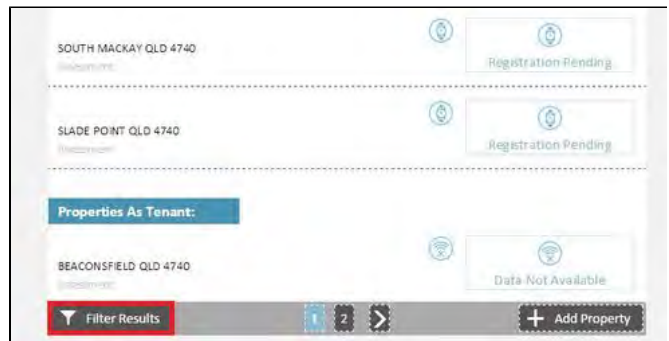 SOUTH MACKAY QLD 4740
Registration Pending
SLADE POINT QLD 4740
Registration Pending
Properties As Tenant:
BEACONSFIELD QLD 4740
Data Not Available
Filter Results
1 2
Add Property